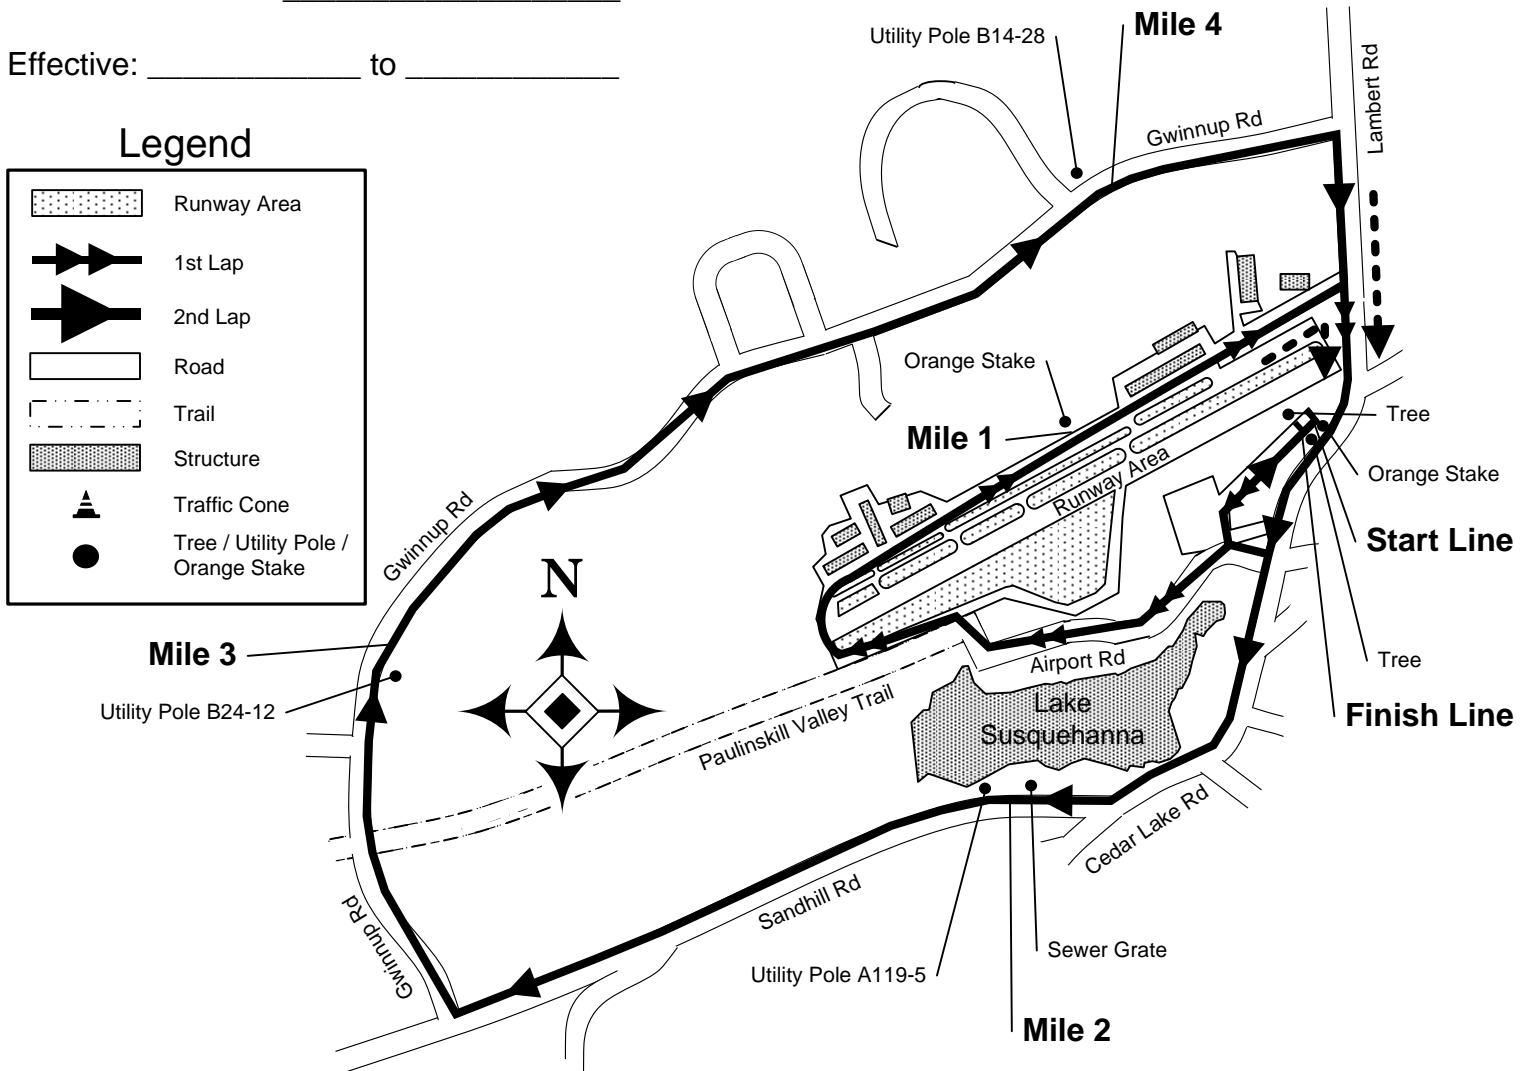 Effective: ____________ to ____________
Legend
Runway Area
1st Lap
2nd Lap
Road
Trail
Structure
Traffic Cone
Tree / Utility Pole /
Orange Stake
Utility Pole B14-28
Mile 4
Lambert Rd
Gwinnup Rd
Orange Stake
Mile 1
Tree
Orange Stake
Runway Area
Start Line
Gwinnup Rd
N
Mile 3
Utility Pole B24-12
Airport Rd
Tree
Lake
Susquehanna
Finish Line
Paulinskill Valley Trail
Cedar Lake Rd
Sandhill Rd
Gwinnup Rd
Sewer Grate
Utility Pole A119-5
Mile 2